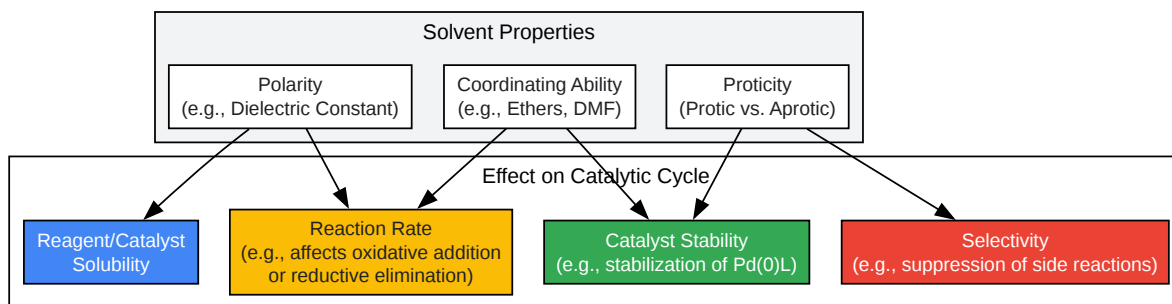 Solvent Properties
Polarity
(e.g., Dielectric Constant)
Coordinating Ability
(e.g., Ethers, DMF)
Proticity
(Protic vs. Aprotic)
Effect on Catalytic Cycle
Reagent/Catalyst
Solubility
Reaction Rate
(e.g., affects oxidative addition
or reductive elimination)
Catalyst Stability
(e.g., stabilization of Pd(0)L)
Selectivity
(e.g., suppression of side reactions)